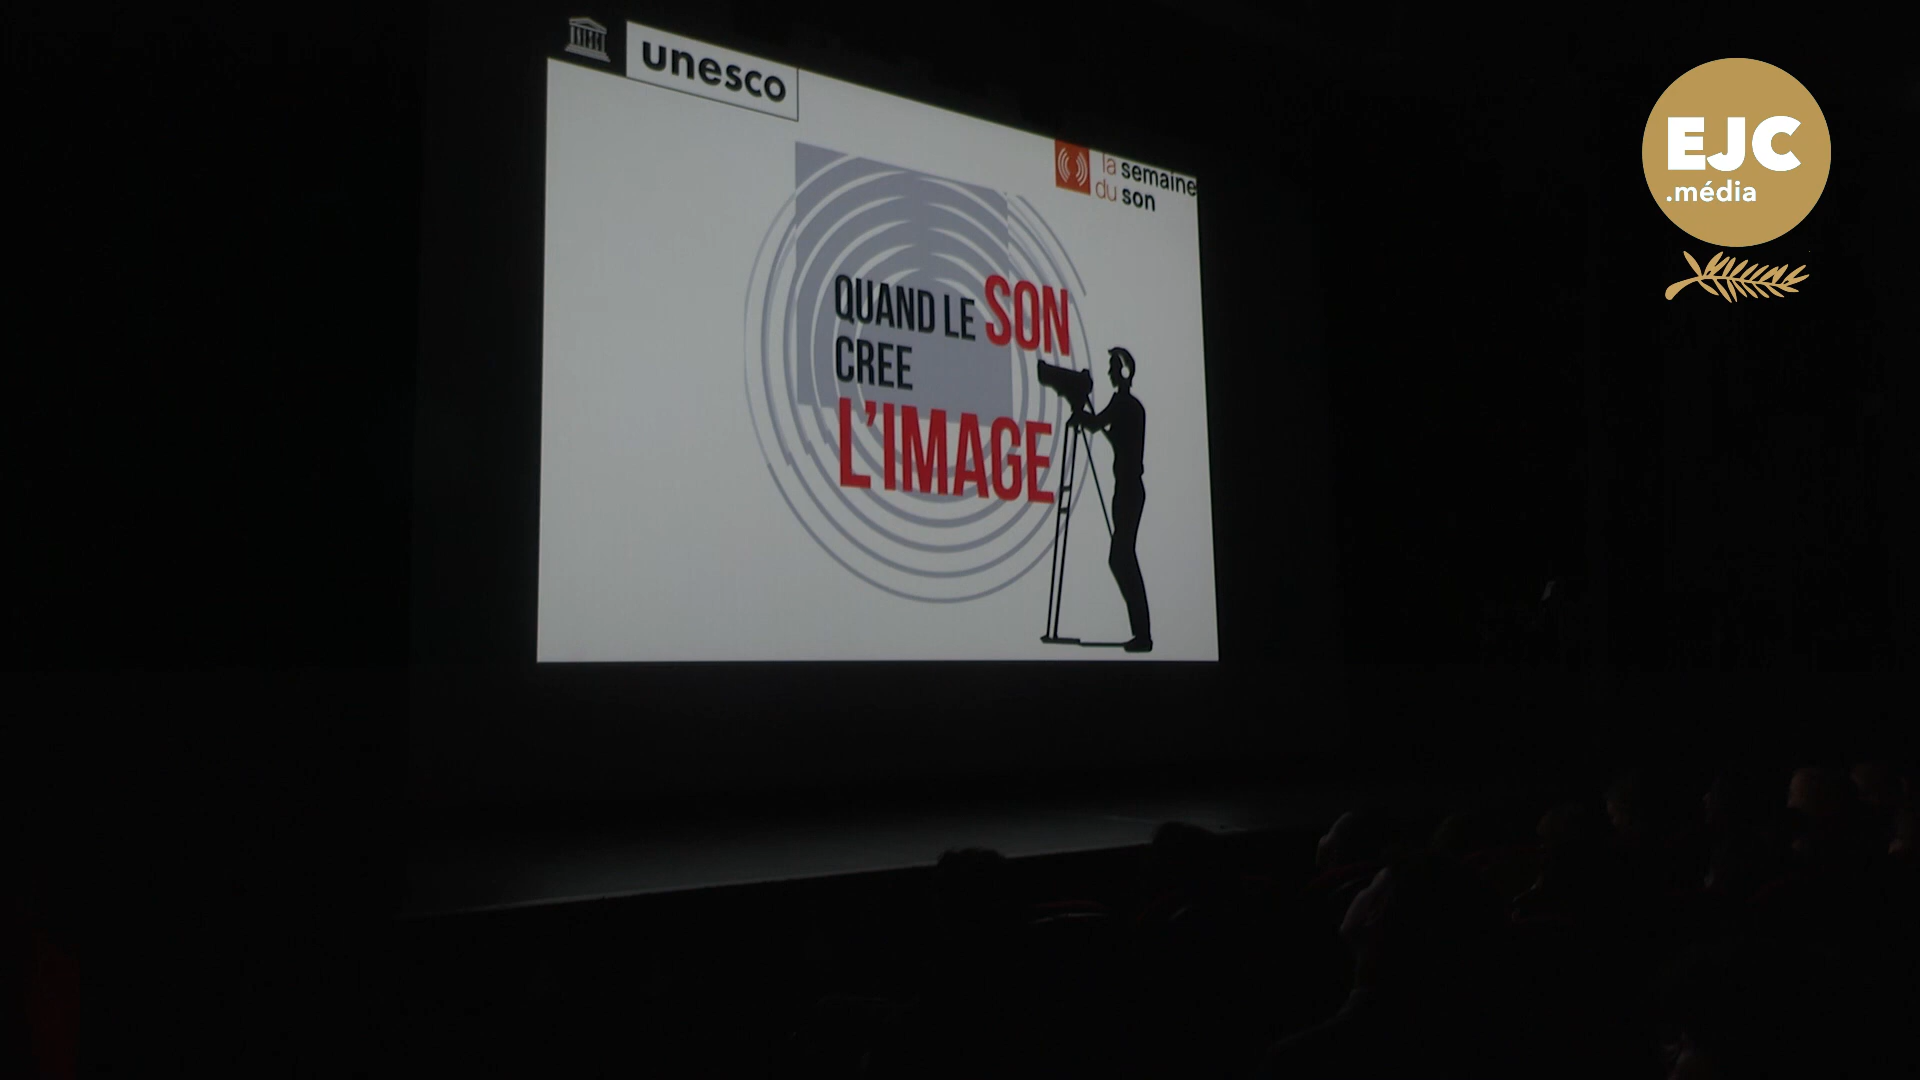 unesco
la semaine
du son
QUAND LE SON
CREE
L'IMAGE
EJC
.média